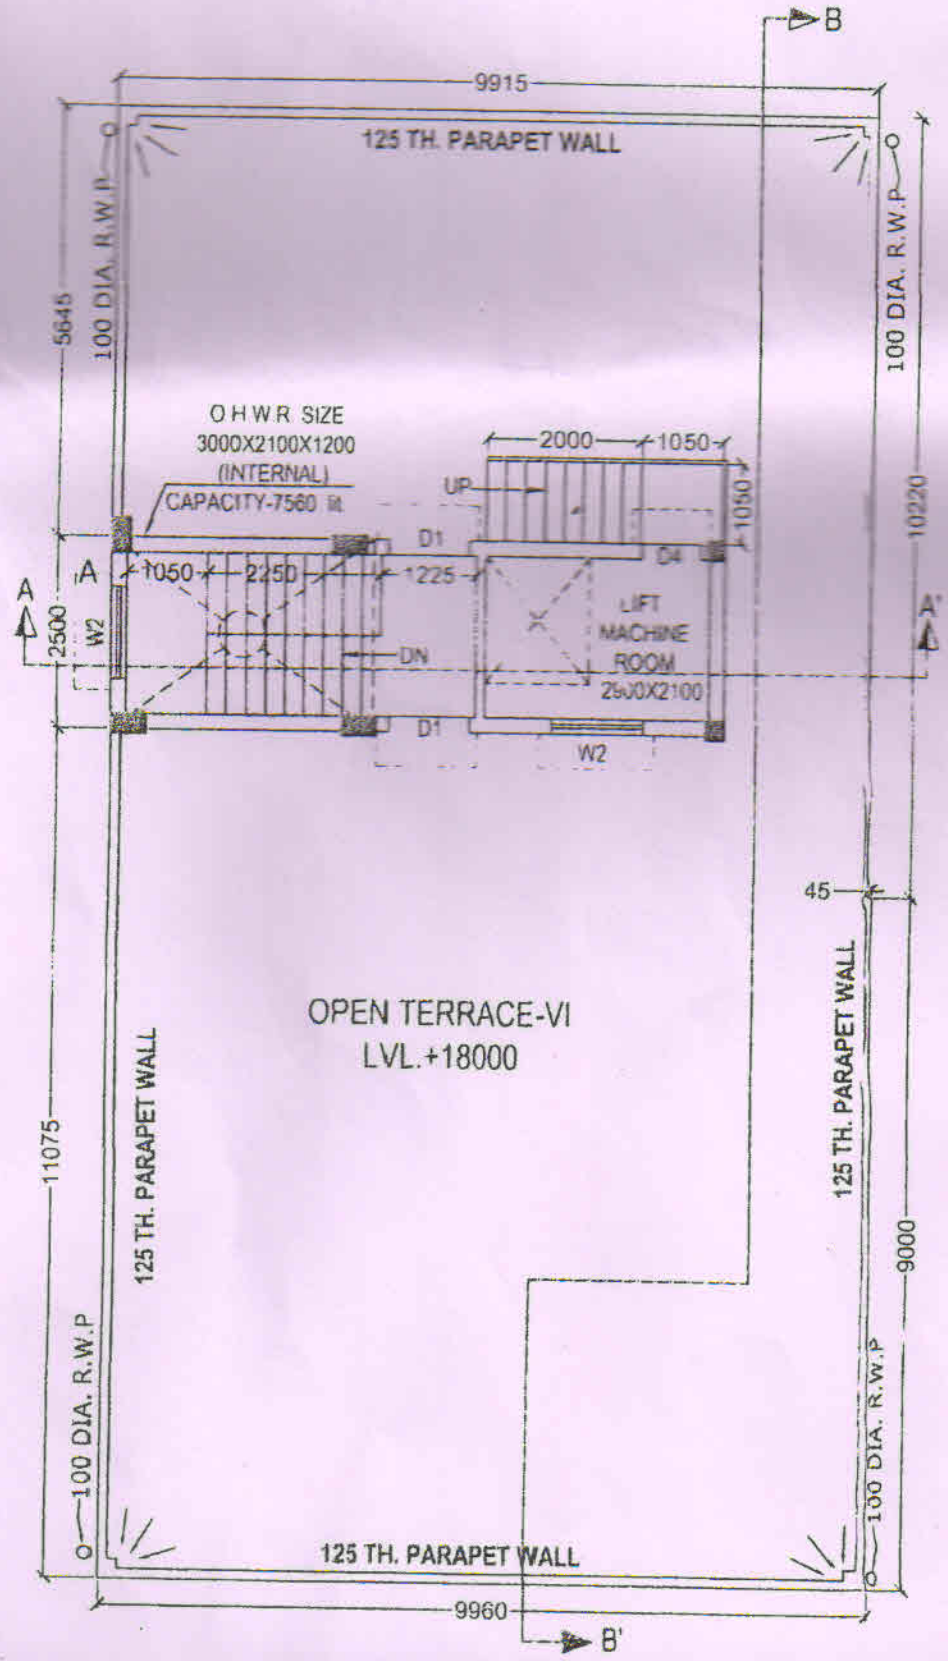 B
9915
125 TH. PARAPET WALL
100 DIA. R.W.P
100 DIA. R.W.P
5645
10220
O H W R SIZE
3000X2100X1200
(INTERNAL)
CAPACITY-7560 lit
2000
1050
UP
1050
D1
D4
A
A
1050
2250
1225
LIFT
MACHINE
ROOM
2900X2100
A'
2500
W2
DN
D1
W2
45
OPEN TERRACE-VI
LVL.+18000
125 TH. PARAPET WALL
125 TH. PARAPET WALL
11075
9000
100 DIA. R.W.P
100 DIA. R.W.P
125 TH. PARAPET WALL
9960
B'